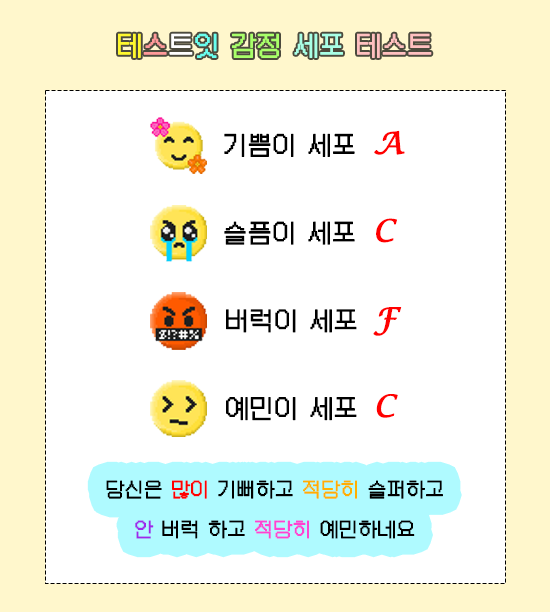 테스트잇 감정 세포 테스트
기쁨이 세포 A
슬픔이 세포 C
버럭이 세포 F
$!?#%
예민이 세포 C
당신은 많이 기뻐하고 적당히 슬퍼하고
안 버럭 하고 적당히 예민하네요